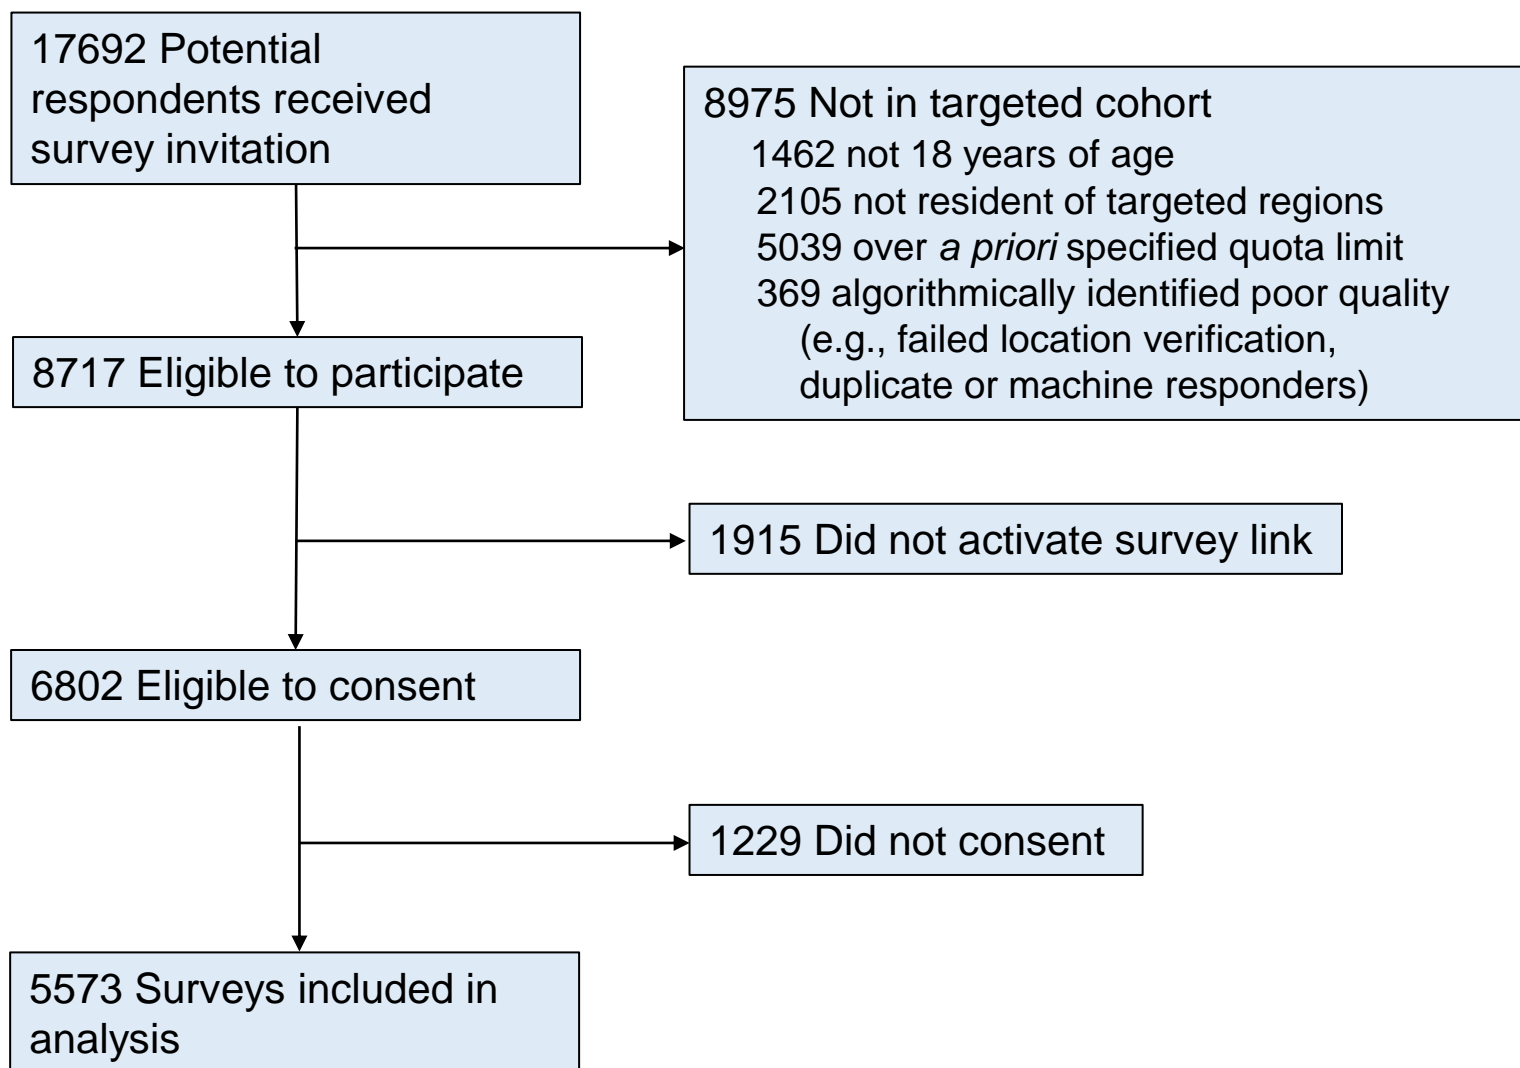 17692 Potential
respondents received
survey invitation
8975 Not in targeted cohort
1462 not 18 years of age
2105 not resident of targeted regions
5039 over a priori specified quota limit
369 algorithmically identified poor quality
(e.g., failed location verification,
duplicate or machine responders)
8717 Eligible to participate
1915 Did not activate survey link
6802 Eligible to consent
1229 Did not consent
5573 Surveys included in
analysis